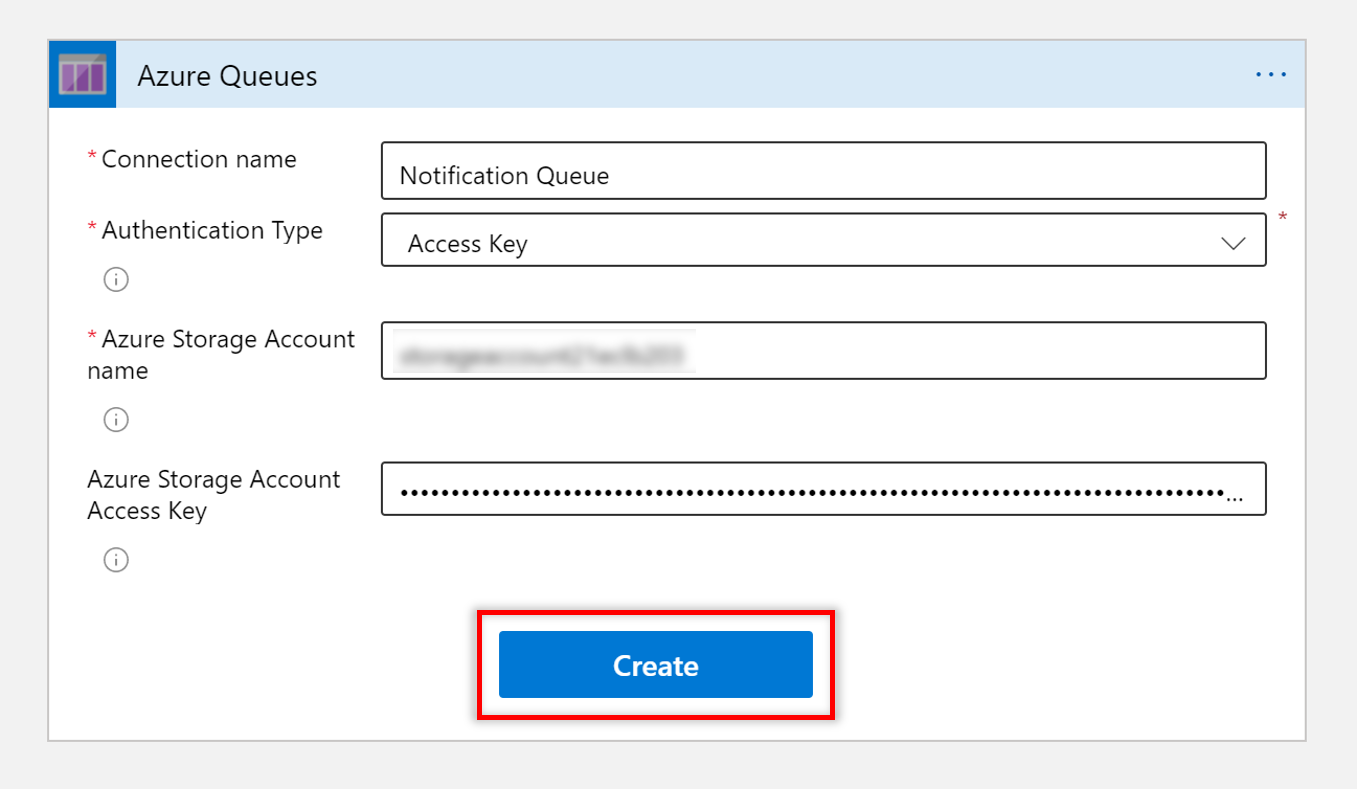 Azure Queues
* Connection name
Notification Queue
* Authentication Type
Access Key
*
* Azure Storage Account
name
Azure Storage Account
Access Key
••••••••••••••••••••••••••••••••••••••••••••••••••••••••••••••••••••••••••••••••...
Create